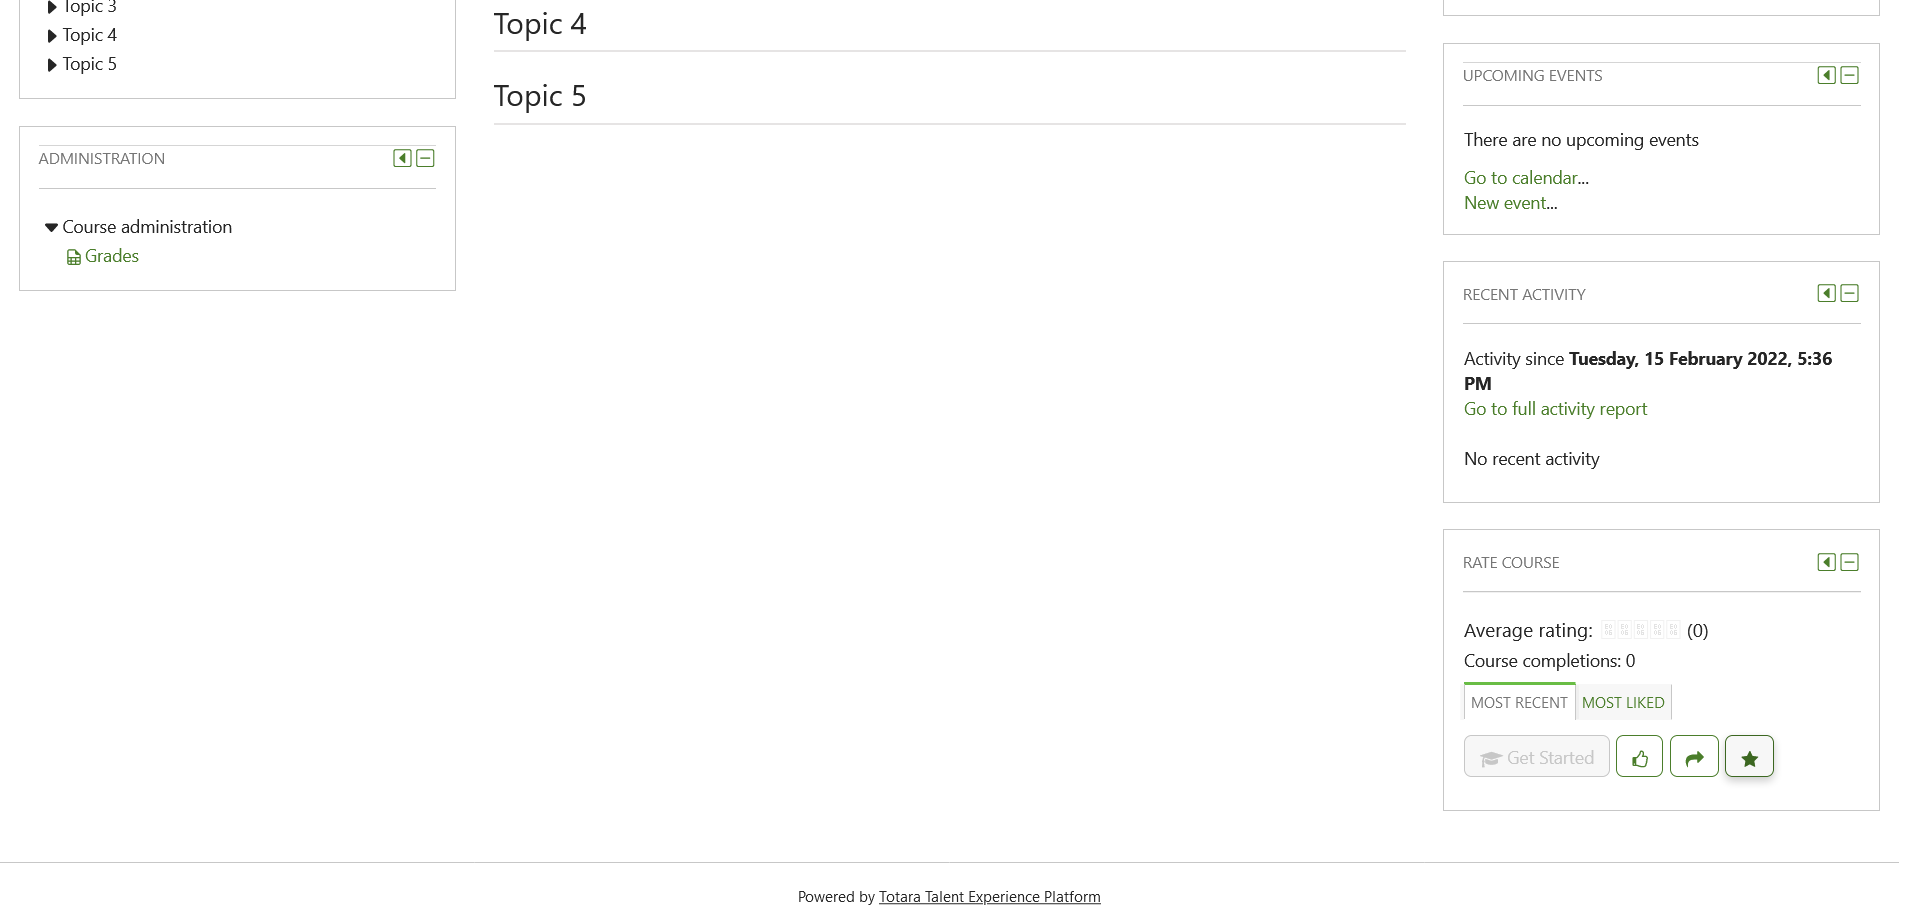 Topic 3
Topic 4
Topic 5
ADMINISTRATION
Course administration
Grades
Topic 4
Topic 5
UPCOMING EVENTS
There are no upcoming events
Go to calendar...
New event...
RECENT ACTIVITY
Activity since Tuesday, 15 February 2022, 5:36
PM
Go to full activity report
No recent activity
RATE COURSE
Average rating: (0)
Course completions: 0
MOST RECENT MOST LIKED
Get Started
Powered by Totara Talent Experience Platform